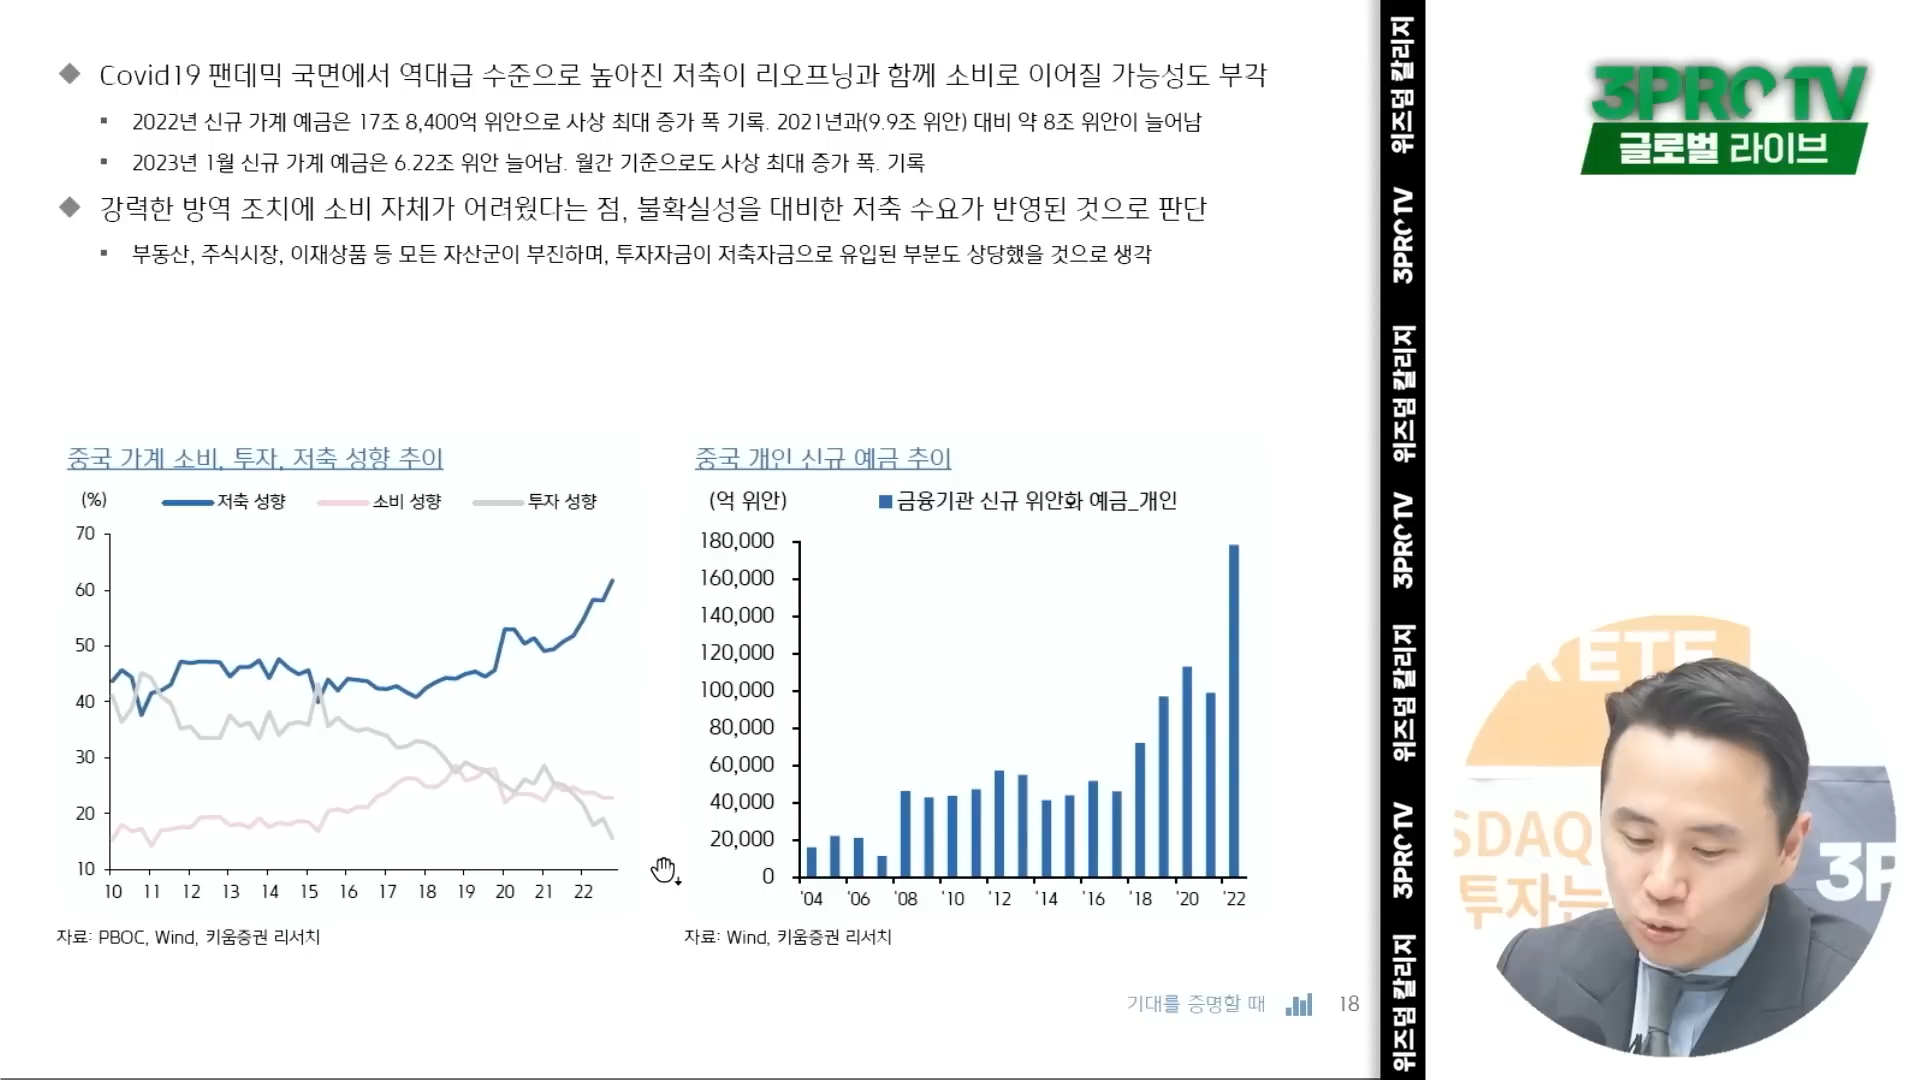 Covid19 팬데믹 국면에서 역대급 수준으로 높아진 저축이 리오프닝과 함께 소비로 이어질 가능성도 부각
2022년 신규 가계 예금은 17조 8,400억 위안으로 사상 최대 증가 폭 기록. 2021년과(9.9조 위안) 대비 약 8조 위안이 늘어남
2023년 1월 신규 가계 예금은 6.22조 위안 늘어남. 월간 기준으로도 사상 최대 증가 폭. 기록
강력한 방역 조치에 소비 자체가 어려웠다는 점, 불확실성을 대비한 저축 수요가 반영된 것으로 판단
부동산, 주식시장, 이재상품 등 모든 자산군이 부진하며, 투자자금이 저축자금으로 유입된 부분도 상당했을 것으로 생각
중국 가계 소비, 투자, 저축 성향 추이
(%)
저축 성향 소비 성향 투자 성향
70
60
50
40
30
20
10
10 11 12 13 14 15 16 17 18 19 20 21 22
자료: PBOC, Wind, 키움증권 리서치
중국 개인 신규 예금 추이
(억 위안)
금융기관 신규 위안화 예금_개인
180,000
160,000
140,000
120,000
100,000
80,000
60,000
40,000
20,000
0
'04 '06 '08 '10 '12 '14 '16 '18 '20 '22
자료: Wind, 키움증권 리서치
기대를 증명할 때
18
위즈덤 칼리지
3PROTV
위즈덤 칼리지
3PROTV
위즈덤 칼리지
3PROTV
위즈덤 칼리지
3PROTV
글로벌 라이브
RETE
SDAQ
투자는
3P